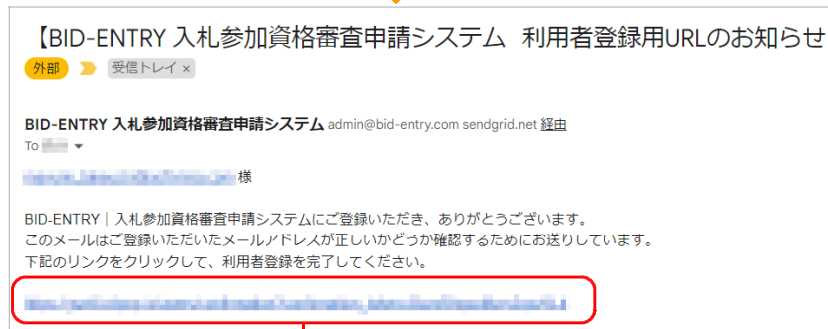 【BID-ENTRY 入札参加資格審査申請システム 利用者登録用URLのお知らせ
外部 受信トレイ ×
BID-ENTRY 入札参加資格審査申請システム admin@bid-entry.com sendgrid.net 経由
To
様
BID-ENTRY｜入札参加資格審査申請システムにご登録いただき、ありがとうございます。
このメールはご登録いただいたメールアドレスが正しいかどうか確認するためにお送りしています。
下記のリンクをクリックして、利用者登録を完了してください。